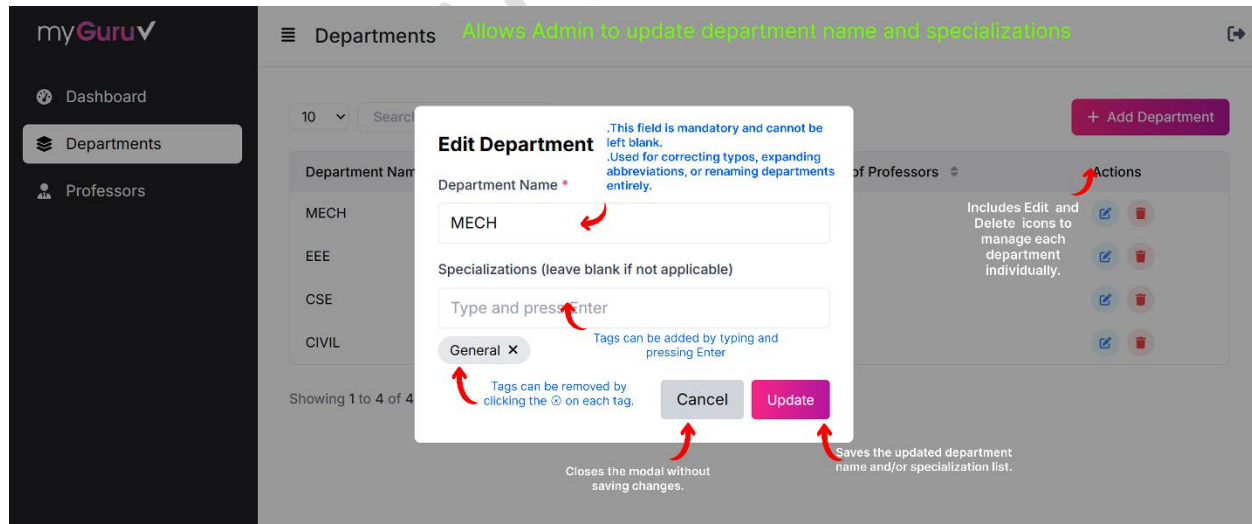 myGuruV
Departments
Allows Admin to update department name and specializations
Dashboard
Departments
Professors
10
Search
+ Add Department
Edit Department
.This field is mandatory and cannot be
left blank.
.Used for correcting typos, expanding
abbreviations, or renaming departments
entirely.
Department Name *
MECH
Specializations (leave blank if not applicable)
Type and press Enter
Tags can be added by typing and
pressing Enter
General ×
Tags can be removed by
clicking the ⊗ on each tag.
Cancel
Update
Closes the modal without
saving changes.
Saves the updated department
name and/or specialization list.
Department Nam
of Professors
Actions
MECH
EEE
CSE
CIVIL
Includes Edit and
Delete icons to
manage each
department
individually.
Showing 1 to 4 of 4